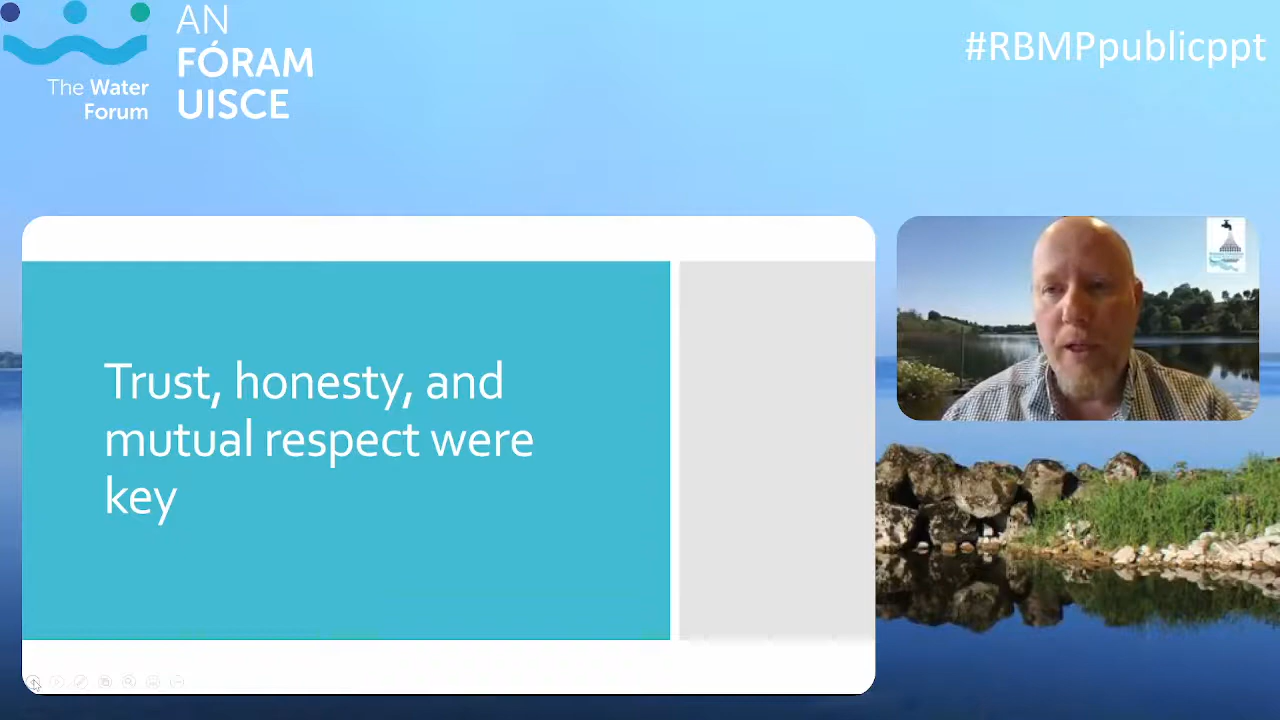 AN
FÓRAM
UISCE
The Water
Forum
#RBMPpublicppt
Trust, honesty, and
mutual respect were
key